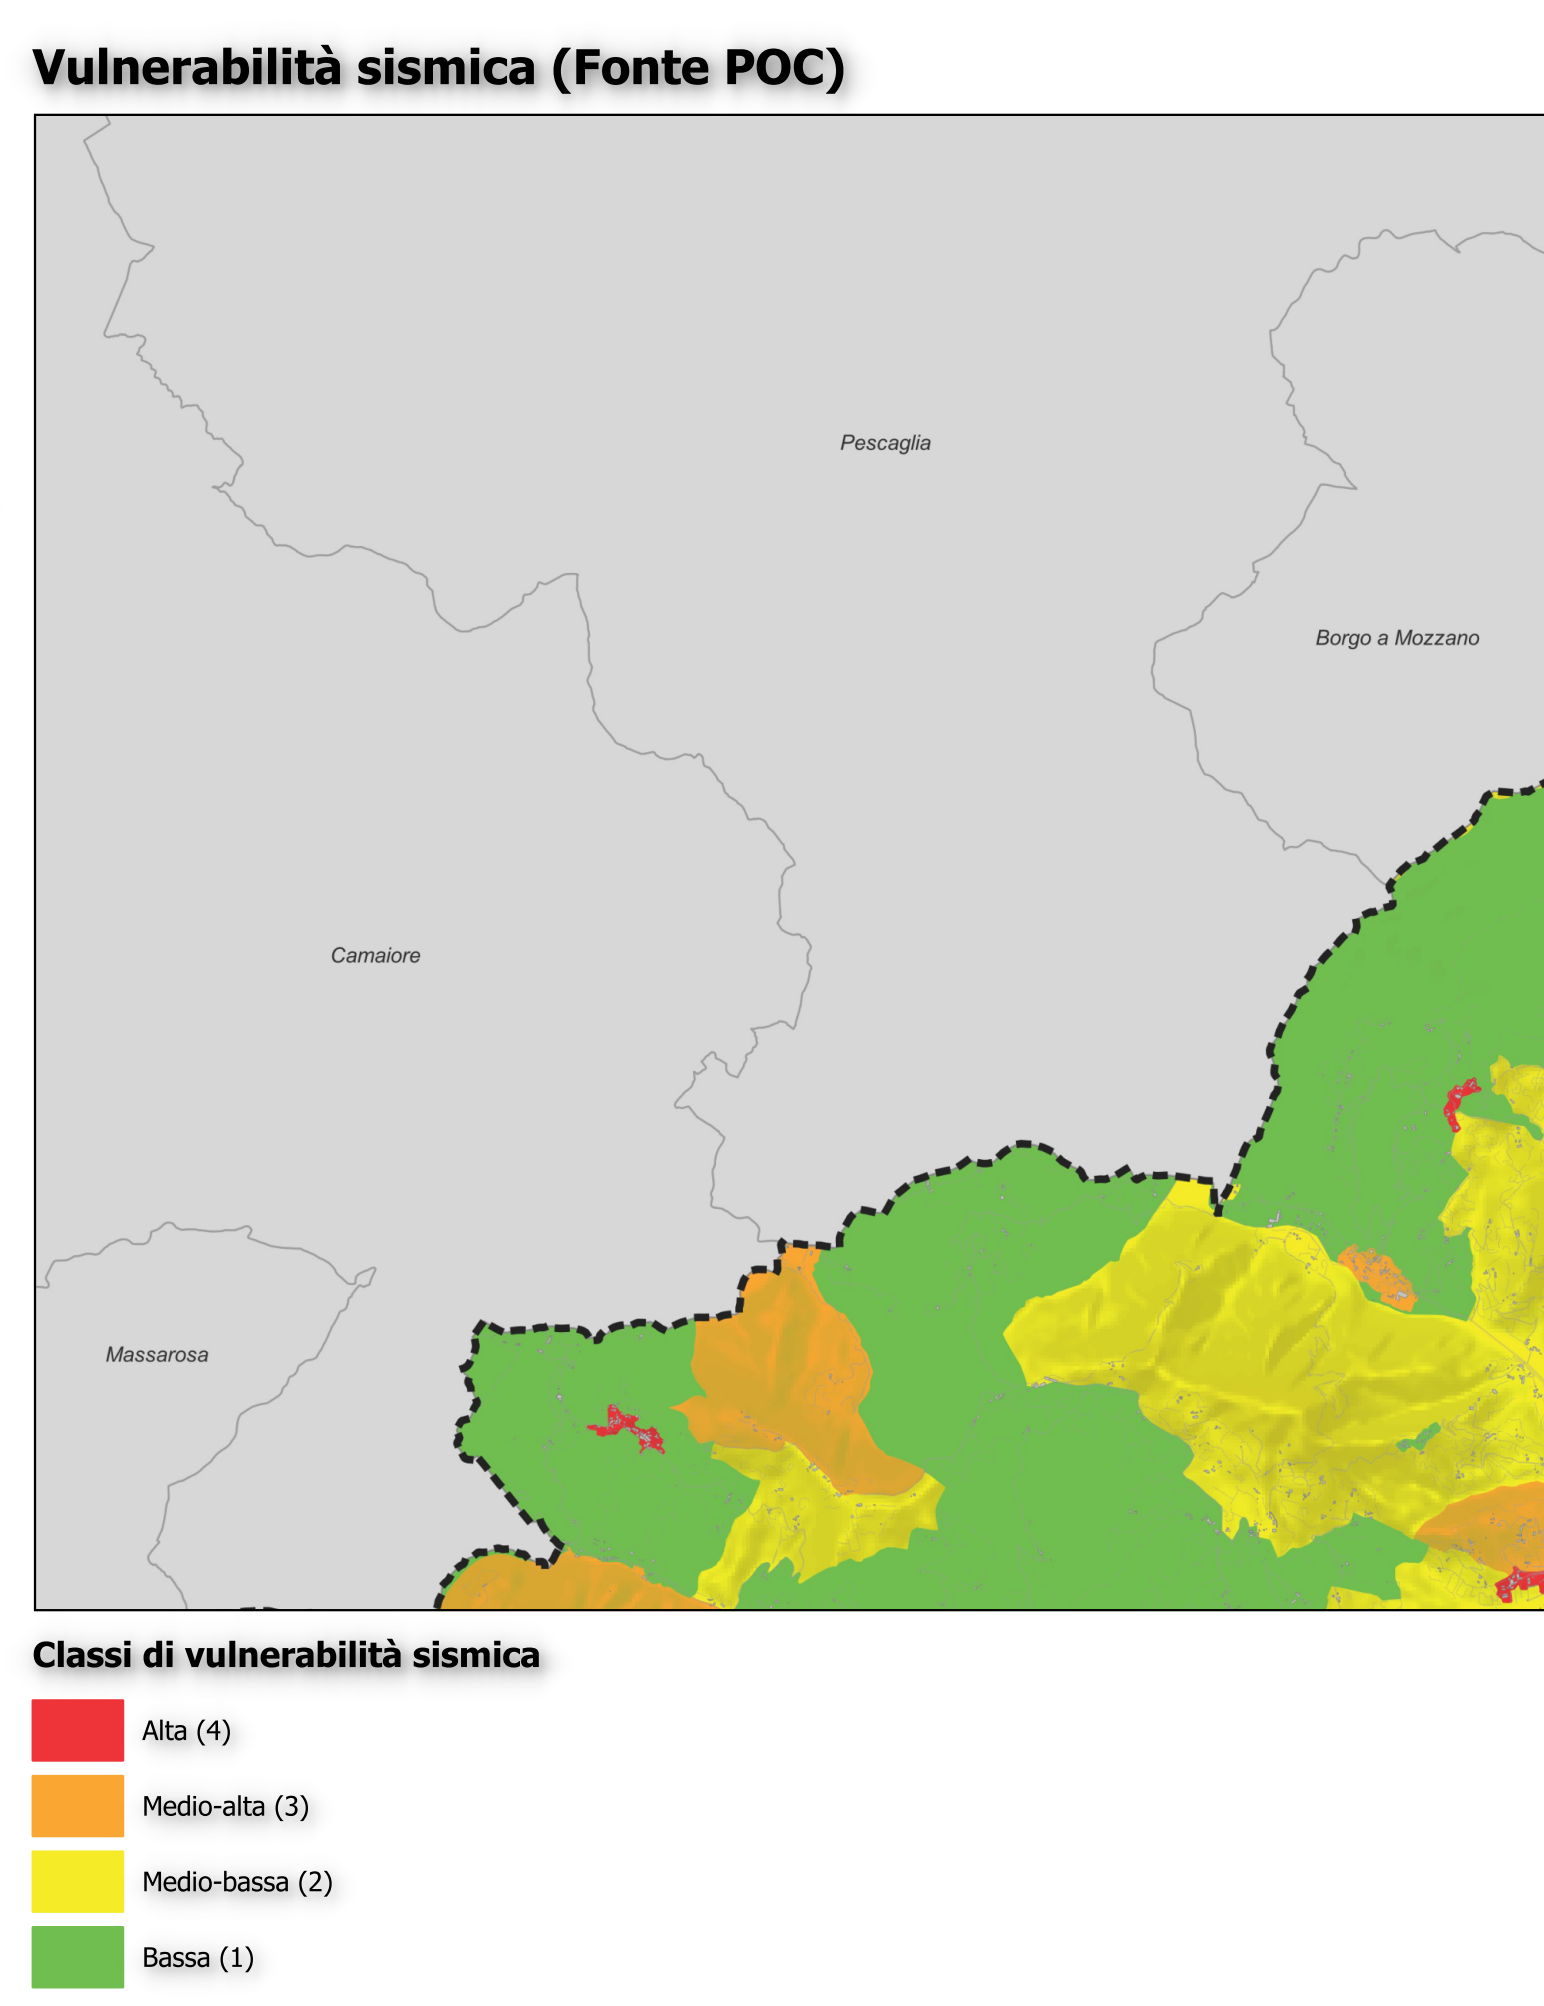 Vulnerabilità sismica (Fonte POC)
Pescaglia
Borgo a Mozzano
Camaiore
Massarosa
Classi di vulnerabilità sismica
Alta (4)
Medio-alta (3)
Medio-bassa (2)
Bassa (1)